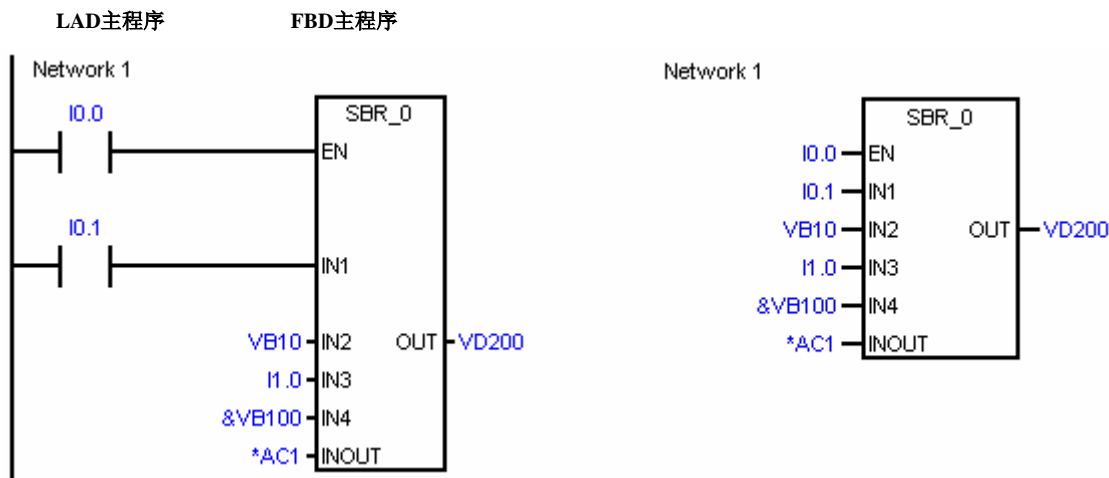 LAD主程序 FBD主程序
Network 1
I0.0
SBR_0
EN
I0.1
IN1
VB10 IN2 OUT VD200
I1.0 IN3
&VB100 IN4
*AC1 INOUT
Network 1
SBR_0
I0.0 EN
I0.1 IN1
VB10 IN2 OUT VD200
I1.0 IN3
&VB100 IN4
*AC1 INOUT